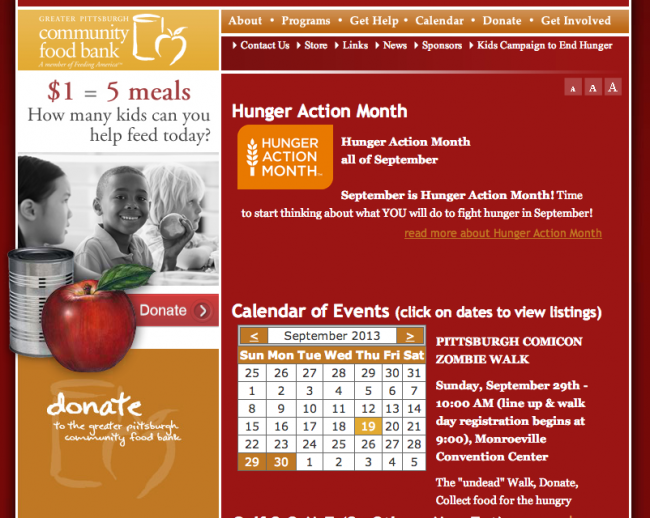 GREATER PITTSBURGH
community
food bank
A member of Feeding America™
$1 = 5 meals
How many kids can you
help feed today?
Donate
donate
to the greater pittsburgh
community food bank
About • Programs • Get Help • Calendar • Donate • Get Involved
Contact Us Store Links News Sponsors Kids Campaign to End Hunger
A A A
Hunger Action Month
HUNGER
ACTION
MONTH™
Hunger Action Month
all of September
September is Hunger Action Month! Time
to start thinking about what YOU will do to fight hunger in September!
read more about Hunger Action Month
Calendar of Events (click on dates to view listings)
< September 2013 >
Sun Mon Tue Wed Thu Fri Sat
25 26 27 28 29 30 31
1 2 3 4 5 6 7
8 9 10 11 12 13 14
15 16 17 18 19 20 21
22 23 24 25 26 27 28
29 30 1 2 3 4 5
PITTSBURGH COMICON
ZOMBIE WALK
Sunday, September 29th -
10:00 AM (line up & walk
day registration begins at
9:00), Monroeville
Convention Center
The "undead" Walk, Donate,
Collect food for the hungry